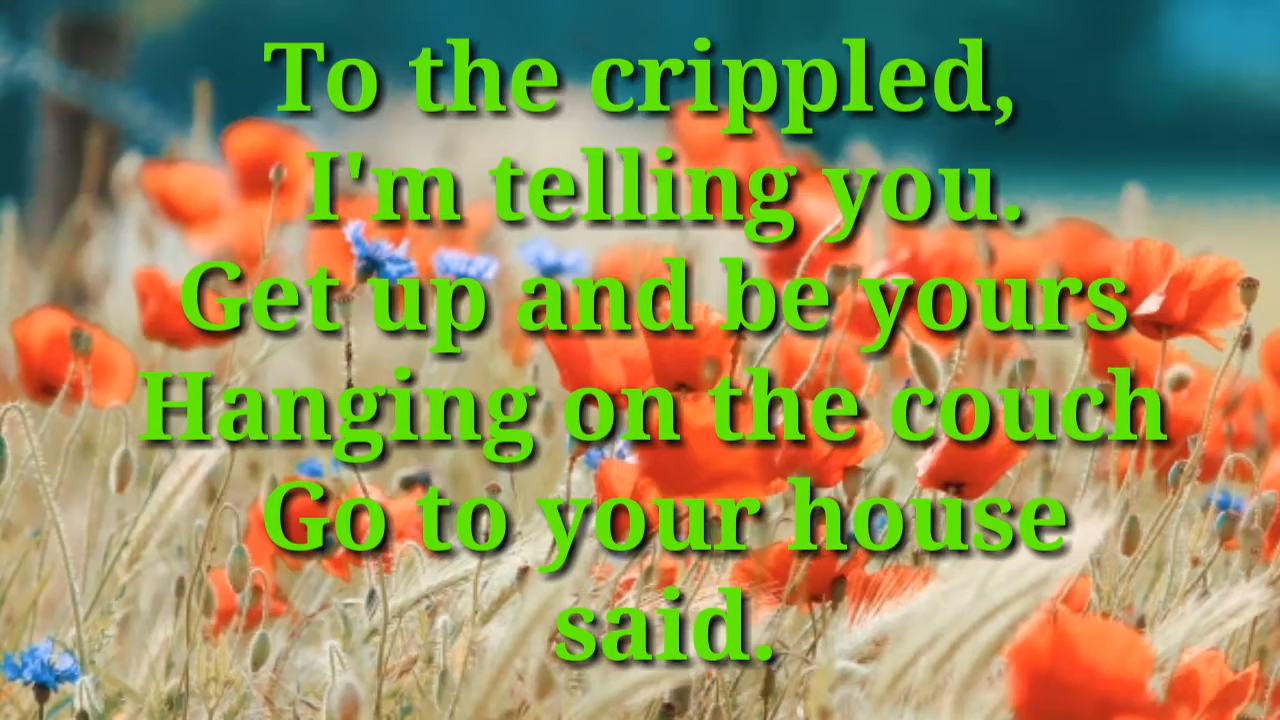 To the crippled,
I'm telling you.
Get up and be yours
Hanging on the couch
Go to your house
said.